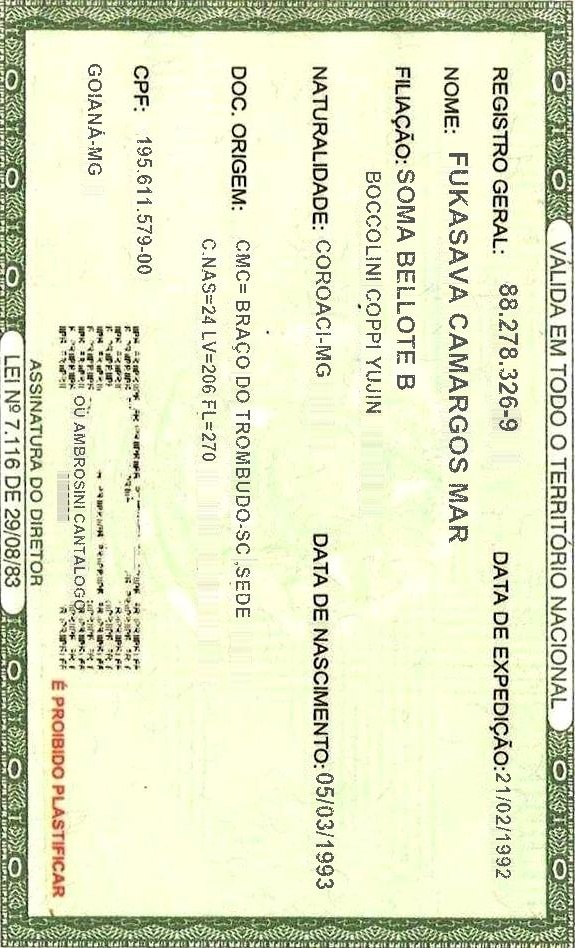 VÁLIDA EM TODO O TERRITÓRIO NACIONAL
REGISTRO GERAL: 88.278.326-9 DATA DE EXPEDIÇÃO: 21/02/1992
NOME: FUKASAVA CAMARGOS MAR
FILIAÇÃO: SOMA BELLOTE B
BOCCOLINI COPPI YUJIN
NATURALIDADE: COROACI-MG DATA DE NASCIMENTO: 05/03/1993
DOC. ORIGEM: CMC= BRAÇO DO TROMBUDO-SC ,SEDE
C.NAS=24 LV=206 FL=270
CPF: 195.611.579-00
GOIANÁ-MG
OU AMBROSINI CANTALOGO
ASSINATURA DO DIRETOR
É PROIBIDO PLASTIFICAR
LEI Nº 7.116 DE 29/08/83